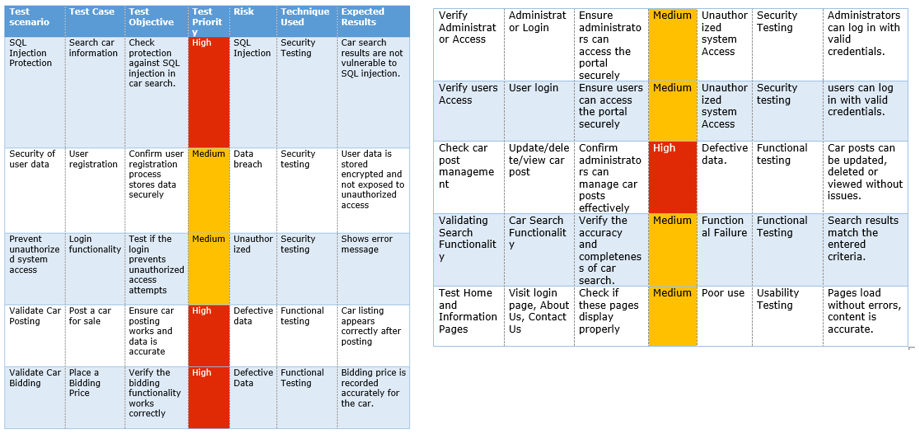 Test scenario | Test Case | Test Objective | Test Priority | Risk | Technique Used | Expected Results
SQL Injection Protection | Search car information | Check protection against SQL injection in car search. | High | SQL Injection | Security Testing | Car search results are not vulnerable to SQL injection.
Security of user data | User registration | Confirm user registration process stores data securely | Medium | Data breach | Security testing | User data is stored encrypted and not exposed to unauthorized access
Prevent unauthorized system access | Login functionality | Test if the login prevents unauthorized access attempts | Medium | Unauthorized | Security testing | Shows error message
Validate Car Posting | Post a car for sale | Ensure car posting works and data is accurate | High | Defective data | Functional testing | Car listing appears correctly after posting
Validate Car Bidding | Place a Bidding Price | Verify the bidding functionality works correctly | High | Defective Data | Functional Testing | Bidding price is recorded accurately for the car.
Verify Administrator Access | Administrator Login | Ensure administrators can access the portal securely | Medium | Unauthorized system Access | Security Testing | Administrators can log in with valid credentials.
Verify users Access | User login | Ensure users can access the portal securely | Medium | Unauthorized system Access | Security testing | users can log in with valid credentials.
Check car post management | Update/delete/view car post | Confirm administrators can manage car posts effectively | High | Defective data. | Functional testing | Car posts can be updated, deleted or viewed without issues.
Validating Search Functionality | Car Search Functionality | Verify the accuracy and completeness of car search. | Medium | Functional Failure | Functional Testing | Search results match the entered criteria.
Test Home and Information Pages | Visit login page, About Us, Contact Us | Check if these pages display properly | Medium | Poor use | Usability Testing | Pages load without errors, content is accurate.